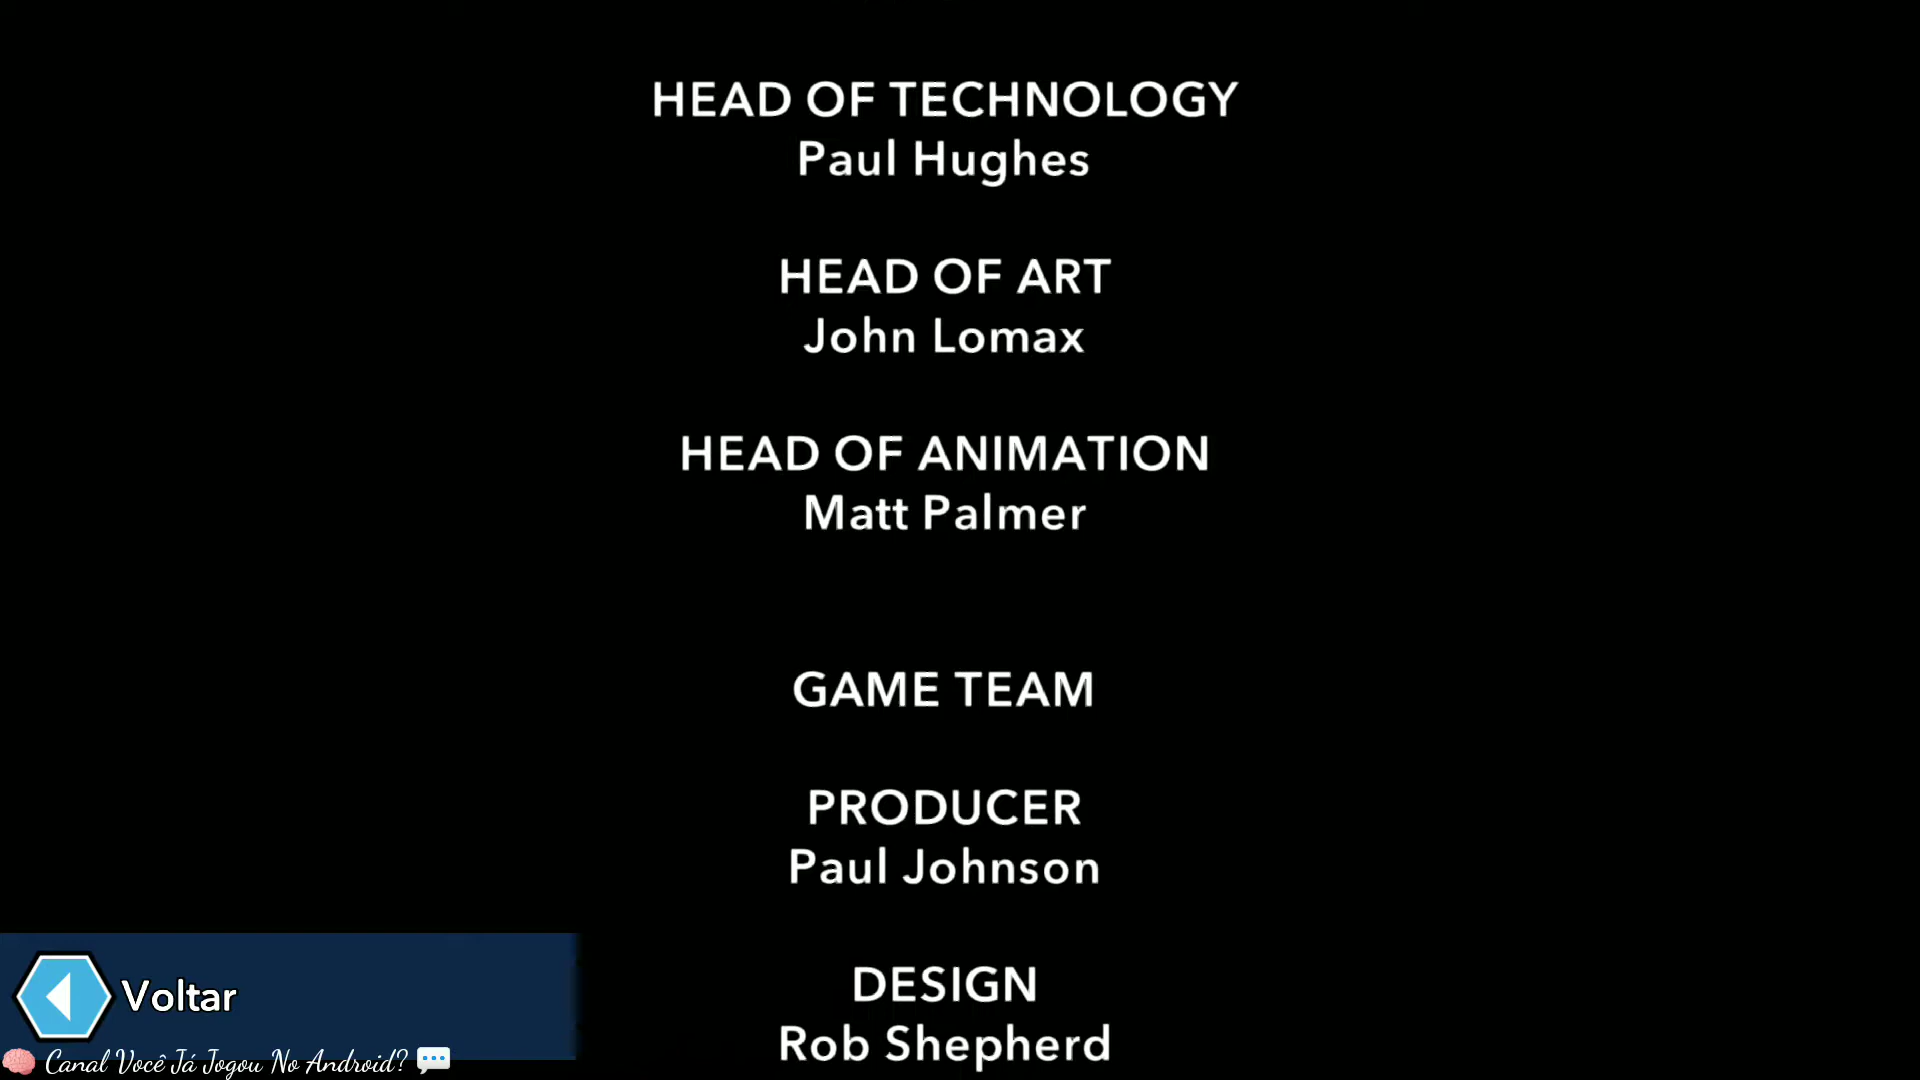 HEAD OF TECHNOLOGY
Paul Hughes
HEAD OF ART
John Lomax
HEAD OF ANIMATION
Matt Palmer
GAME TEAM
PRODUCER
Paul Johnson
DESIGN
Rob Shepherd
Voltar
🧠 Canal Você Já Jogou No Android? 💬